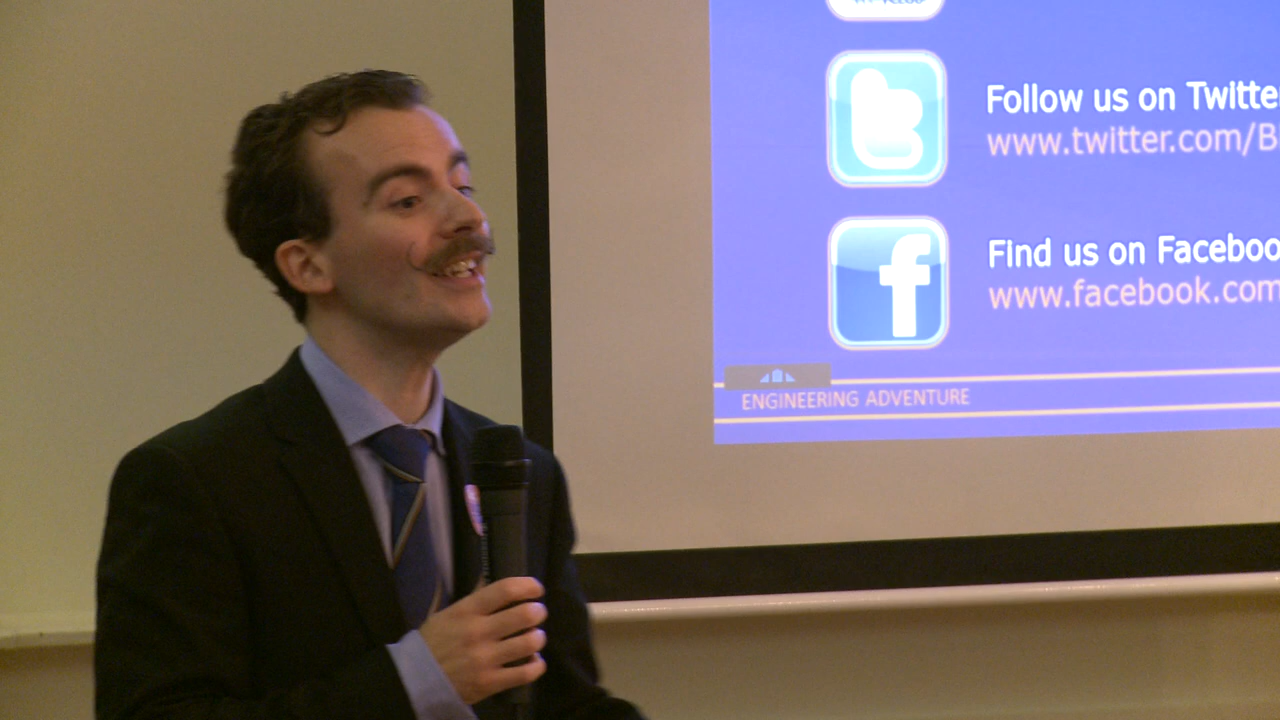 Follow us on Twitte
www.twitter.com/B
Find us on Faceboo
www.facebook.com
ENGINEERING ADVENTURE